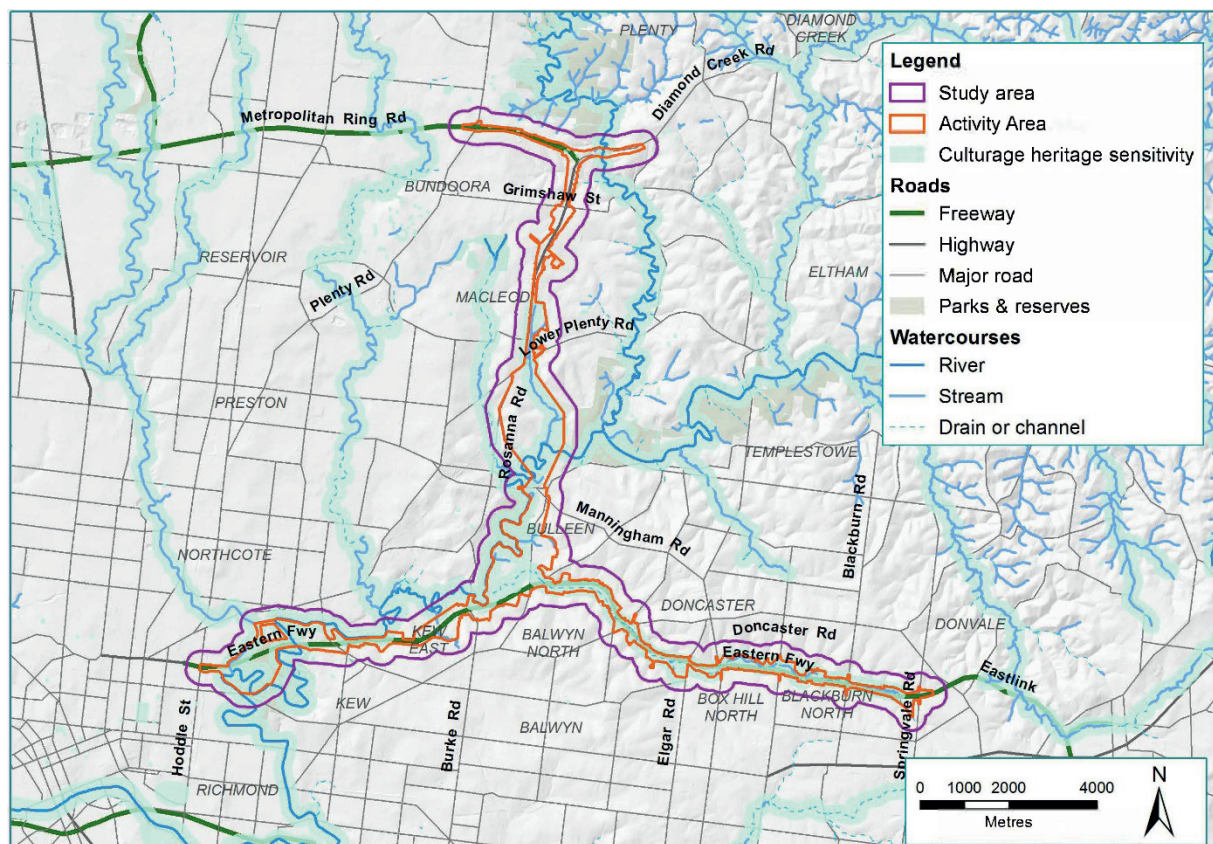 PLENTY
DIAMOND
CREEK
Diamond Creek Rd
Metropolitan Ring Rd
BUNDOORA
Grimshaw St
RESERVOIR
Plenty Rd
MACLEOD
ELTHAM
Lower Plenty Rd
PRESTON
Rosanna Rd
TEMPLESTOWE
Blackburn Rd
BULLEEN
Manningham Rd
NORTHCOTE
DONCASTER
Doncaster Rd
DONVALE
Eastern Fwy
KEW
EAST
BALWYN
NORTH
Eastern Fwy
Eastlink
KEW
BALWYN
BOX HILL
NORTH
BLACKBURN
NORTH
Springvale Rd
Hoddle St
Burke Rd
Elgar Rd
RICHMOND
Legend
Study area
Activity Area
Culturage heritage sensitivity
Roads
Freeway
Highway
Major road
Parks & reserves
Watercourses
River
Stream
Drain or channel
0 1000 2000 4000
Metres
N